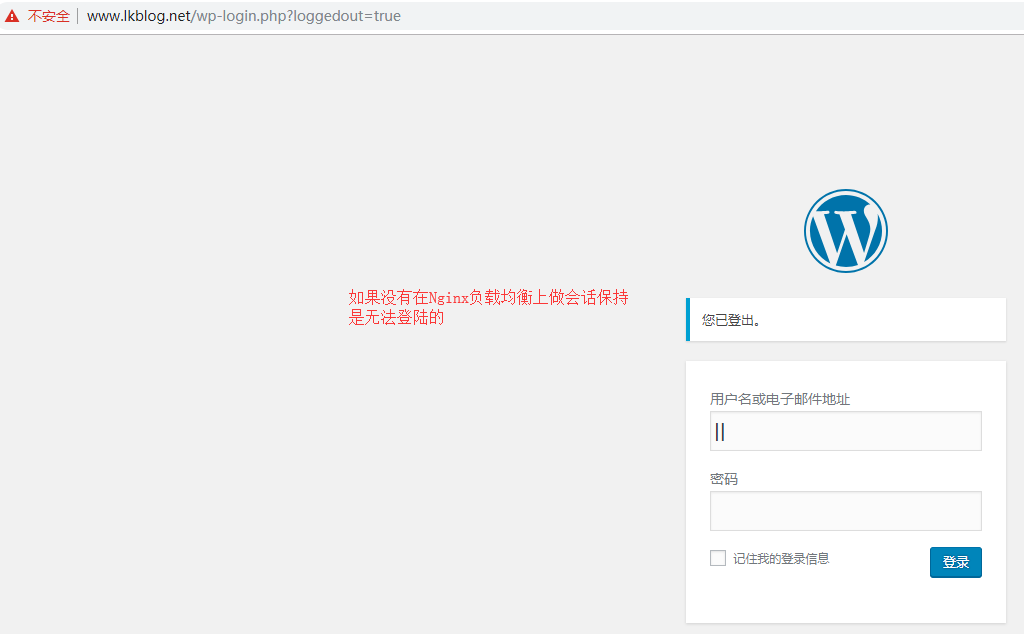 不安全 www.lkblog.net/wp-login.php?loggedout=true
如果没有在Nginx负载均衡上做会话保持
是无法登陆的
您已登出。
用户名或电子邮件地址
密码
记住我的登录信息 登录